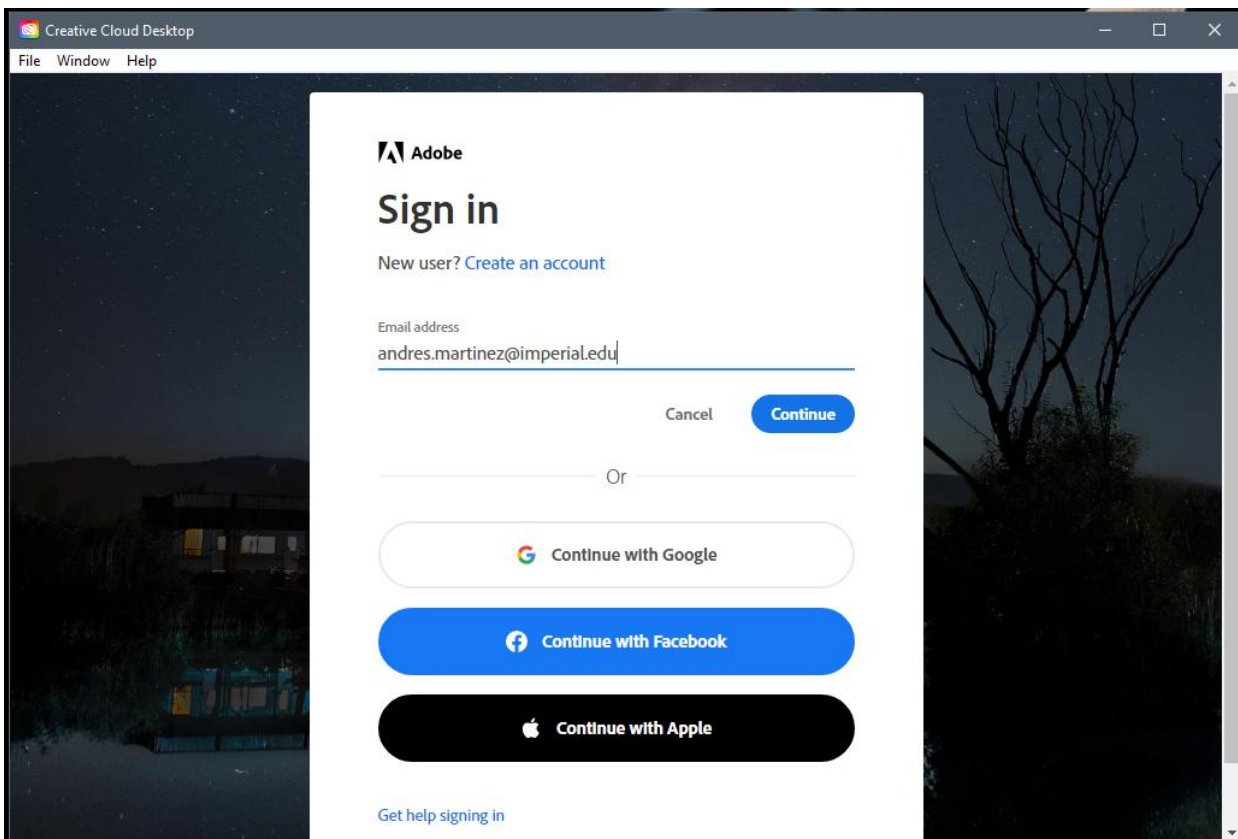 Creative Cloud Desktop
File Window Help
Adobe
Sign in
New user? Create an account
Email address
andres.martinez@imperial.edu
Cancel Continue
Or
Continue with Google
Continue with Facebook
Continue with Apple
Get help signing in